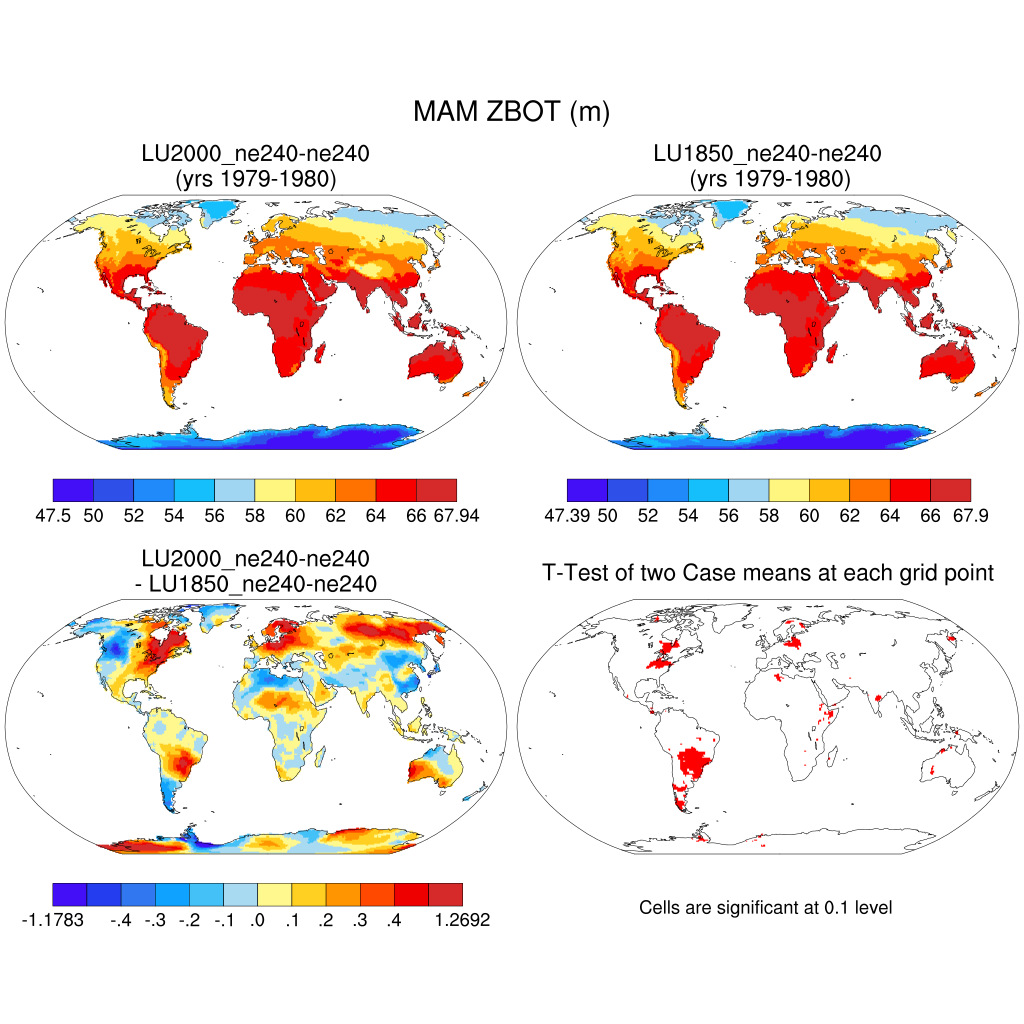 MAM ZBOT (m)
LU2000_ne240-ne240
(yrs 1979-1980)
LU1850_ne240-ne240
(yrs 1979-1980)
47.5 50 52 54 56 58 60 62 64 66 67.94
47.39 50 52 54 56 58 60 62 64 66 67.9
LU2000_ne240-ne240
- LU1850_ne240-ne240
T-Test of two Case means at each grid point
-1.1783 -.4 -.3 -.2 -.1 .0 .1 .2 .3 .4 1.2692
Cells are significant at 0.1 level